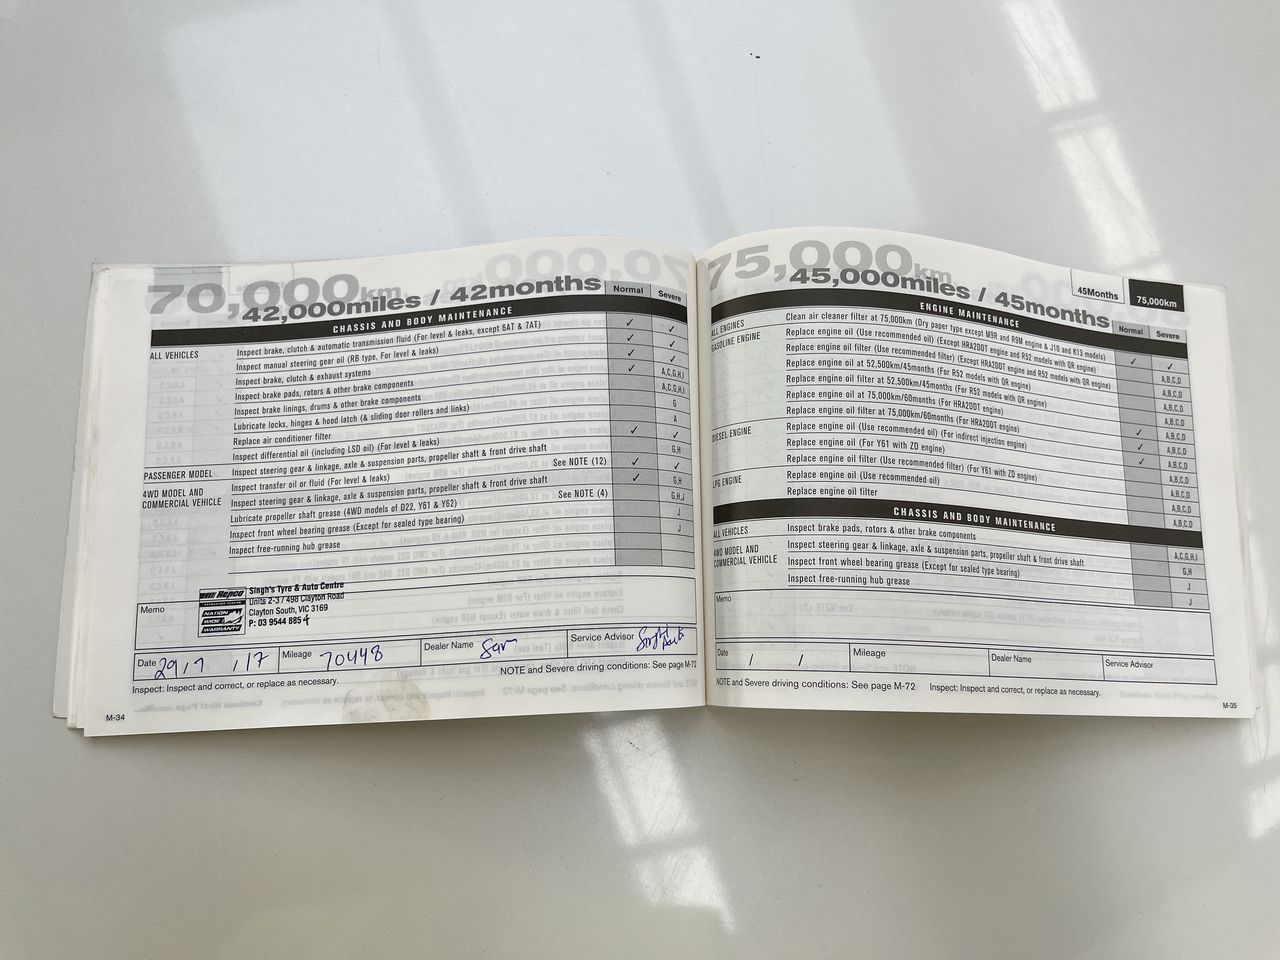 70,000km
42,000miles / 42months
Normal
Severe
CHASSIS AND BODY MAINTENANCE
ALL VEHICLES
Inspect brake, clutch & automatic transmission fluid (For level & leaks, except 6AT & 7AT)
✓ ✓
Inspect manual steering gear oil (RB type, For level & leaks)
✓ ✓
Inspect brake, clutch & exhaust systems
✓ ✓
Inspect brake pads, rotors & other brake components
✓ A,C,G,H,I
Inspect brake linings, drums & other brake components
A,C,G,H,I
Lubricate locks, hinges & hood latch (& sliding door rollers and links)
G
Replace air conditioner filter
A
Inspect differential oil (including LSD oil) (For level & leaks)
✓ ✓
PASSENGER MODEL
Inspect steering gear & linkage, axle & suspension parts, propeller shaft & front drive shaft
G,H
4WD MODEL AND
COMMERCIAL VEHICLE
Inspect transfer oil or fluid (For level & leaks) See NOTE (12)
✓ ✓
Inspect steering gear & linkage, axle & suspension parts, propeller shaft & front drive shaft
✓ G,H
Lubricate propeller shaft grease (4WD models of D22, Y61 & Y62) See NOTE (4)
G,H,J
Inspect front wheel bearing grease (Except for sealed type bearing)
J
Inspect free-running hub grease
J
Memo
Repco
NATION
WIDE
WARRANTY
Singh's Tyre & Auto Centre
Units 2-3 / 498 Clayton Road
Clayton South, VIC 3169
P: 03 9544 8854
Date 29/7/17
Mileage 70448
Dealer Name
Service Advisor
Inspect: Inspect and correct, or replace as necessary.
NOTE and Severe driving conditions: See page M-72
M-34
75,000km
45,000miles / 45months
45Months
75,000km
Normal
Severe
ENGINE MAINTENANCE
ALL ENGINES
Clean air cleaner filter at 75,000km (Dry paper type except M9R and R9M engine & J10 and K13 models)
GASOLINE ENGINE
Replace engine oil (Use recommended oil) (Except HRA2DDT engine and R52 models with QR engine)
✓ ✓
Replace engine oil filter (Use recommended filter) (Except HRA2DDT engine and R52 models with QR engine)
A,B,C,D
Replace engine oil at 52,500km/45months (For R52 models with QR engine)
A,B,C,D
Replace engine oil filter at 52,500km/45months (For R52 models with QR engine)
A,B,C,D
Replace engine oil at 75,000km/60months (For HRA2DDT engine)
A,B,C,D
Replace engine oil filter at 75,000km/60months (For HRA2DDT engine)
✓ A,B,C,D
DIESEL ENGINE
Replace engine oil (Use recommended oil) (For indirect injection engine)
✓ A,B,C,D
Replace engine oil (For Y61 with ZD engine)
✓ A,B,C,D
Replace engine oil filter (Use recommended filter) (For Y61 with ZD engine)
A,B,C,D
LPG ENGINE
Replace engine oil (Use recommended oil)
A,B,C,D
Replace engine oil filter
A,B,C,D
CHASSIS AND BODY MAINTENANCE
ALL VEHICLES
Inspect brake pads, rotors & other brake components
A,C,G,H,I
4WD MODEL AND
COMMERCIAL VEHICLE
Inspect steering gear & linkage, axle & suspension parts, propeller shaft & front drive shaft
G,H
Inspect front wheel bearing grease (Except for sealed type bearing)
J
Inspect free-running hub grease
J
Memo
Date / /
Mileage
Dealer Name
Service Advisor
NOTE and Severe driving conditions: See page M-72
Inspect: Inspect and correct, or replace as necessary.
M-35